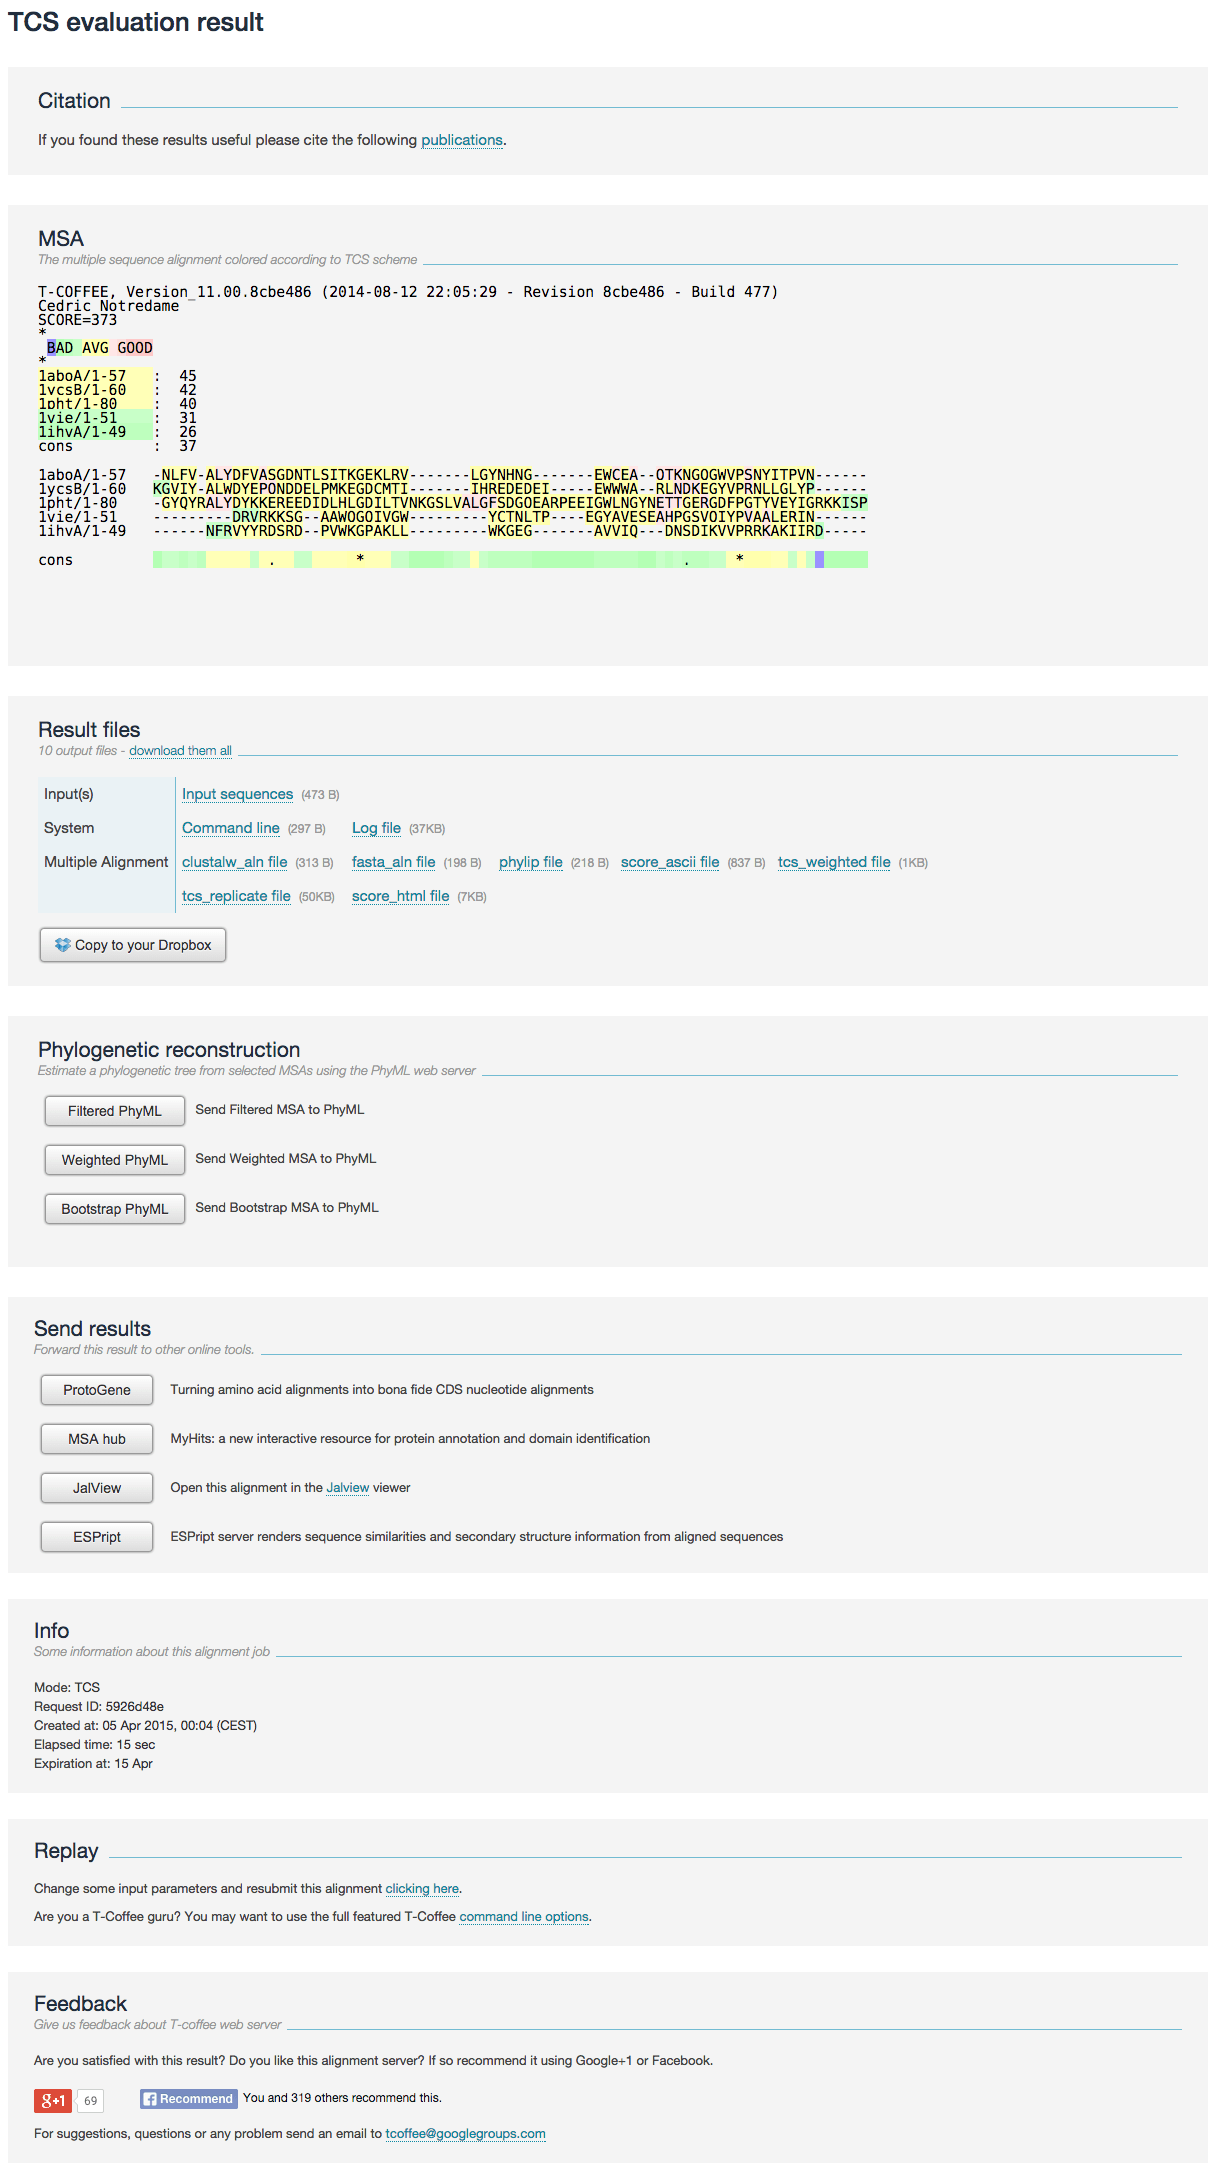 TCS evaluation result
Citation
If you found these results useful please cite the following publications.
MSA
The multiple sequence alignment colored according to TCS scheme
T-COFFEE, Version_11.00.8cbe486 (2014-08-12 22:05:29 - Revision 8cbe486 - Build 477)
Cedric Notredame
SCORE=373
*
BAD AVG GOOD
*
1aboA/1-57 : 45
1ycsB/1-60 : 42
1pht/1-80 : 40
1vie/1-51 : 31
1ihvA/1-49 : 26
cons : 37
1aboA/1-57 -NLFV-ALYDFVASGDNTLSITKGEKLRV-------LGYNHNG-------EWCEA--OTKNGOGWVPSNYITPVN------
1ycsB/1-60 KGVIY-ALWDYEPONDDELPMKEGDCMTI-------IHREDEDEI-----EWWWA--RLNDKEGYVPRNLLGLYP------
1pht/1-80 -GYQYRALYDYKKEREEDIDLHLGDILTVNKGSLVALGFSDGOEARPEEIGWLNGYNETTGERGDFPGTYVEYIGRKKISP
1vie/1-51 ---------DRVRKKSG--AAWOGOIVGW---------YCTNLTP----EGYAVESEAHPGSVOIYPVAALERIN------
1ihvA/1-49 ------NFRVYYRDSRD--PVWKGPAKLL---------WKGEG-------AVVIQ---DNSDIKVVPRRKAKIIRD-----
cons . * . *
Result files
10 output files - download them all
Input(s) Input sequences (473 B)
System Command line (297 B) Log file (37KB)
Multiple Alignment clustalw_aln file (313 B) fasta_aln file (198 B) phylip file (218 B) score_ascii file (837 B) tcs_weighted file (1KB)
tcs_replicate file (50KB) score_html file (7KB)
Copy to your Dropbox
Phylogenetic reconstruction
Estimate a phylogenetic tree from selected MSAs using the PhyML web server
Filtered PhyML Send Filtered MSA to PhyML
Weighted PhyML Send Weighted MSA to PhyML
Bootstrap PhyML Send Bootstrap MSA to PhyML
Send results
Forward this result to other online tools.
ProtoGene Turning amino acid alignments into bona fide CDS nucleotide alignments
MSA hub MyHits: a new interactive resource for protein annotation and domain identification
JalView Open this alignment in the Jalview viewer
ESPript ESPript server renders sequence similarities and secondary structure information from aligned sequences
Info
Some information about this alignment job
Mode: TCS
Request ID: 5926d48e
Created at: 05 Apr 2015, 00:04 (CEST)
Elapsed time: 15 sec
Expiration at: 15 Apr
Replay
Change some input parameters and resubmit this alignment clicking here.
Are you a T-Coffee guru? You may want to use the full featured T-Coffee command line options.
Feedback
Give us feedback about T-coffee web server
Are you satisfied with this result? Do you like this alignment server? If so recommend it using Google+1 or Facebook.
g+1 69 Recommend You and 319 others recommend this.
For suggestions, questions or any problem send an email to tcoffee@googlegroups.com